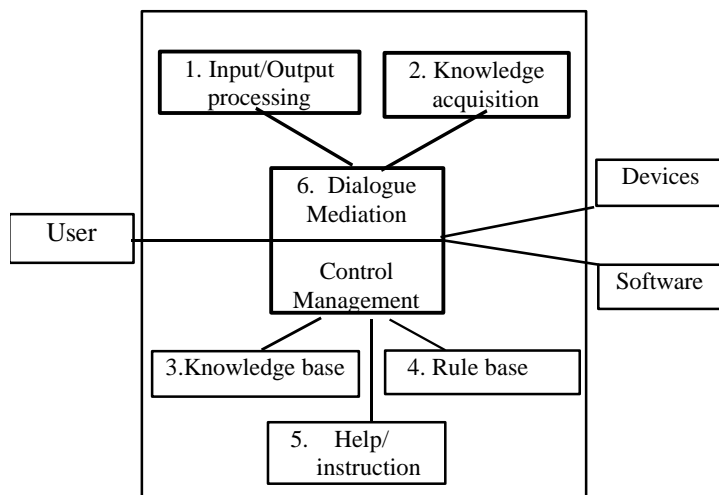 1. Input/Output
processing
2. Knowledge
acquisition
6. Dialogue
Mediation
Devices
User
Control
Management
Software
3.Knowledge base
4. Rule base
5. Help/
instruction